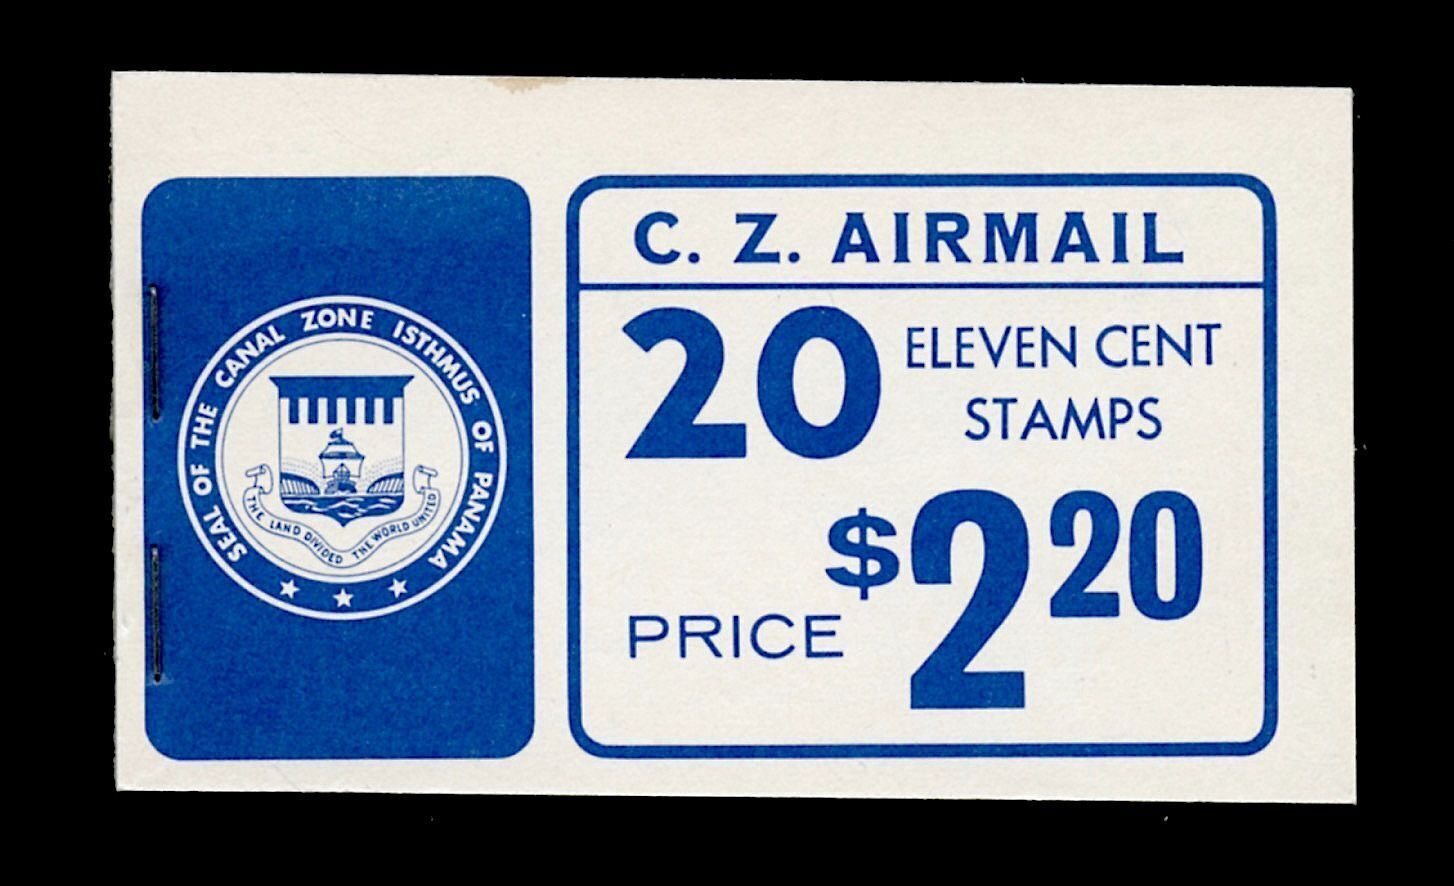 SEAL OF THE CANAL ZONE ISTHMUS OF PANAMA
THE LAND DIVIDED THE WORLD UNITED
C. Z. AIRMAIL
20 ELEVEN CENT
STAMPS
PRICE $2 20